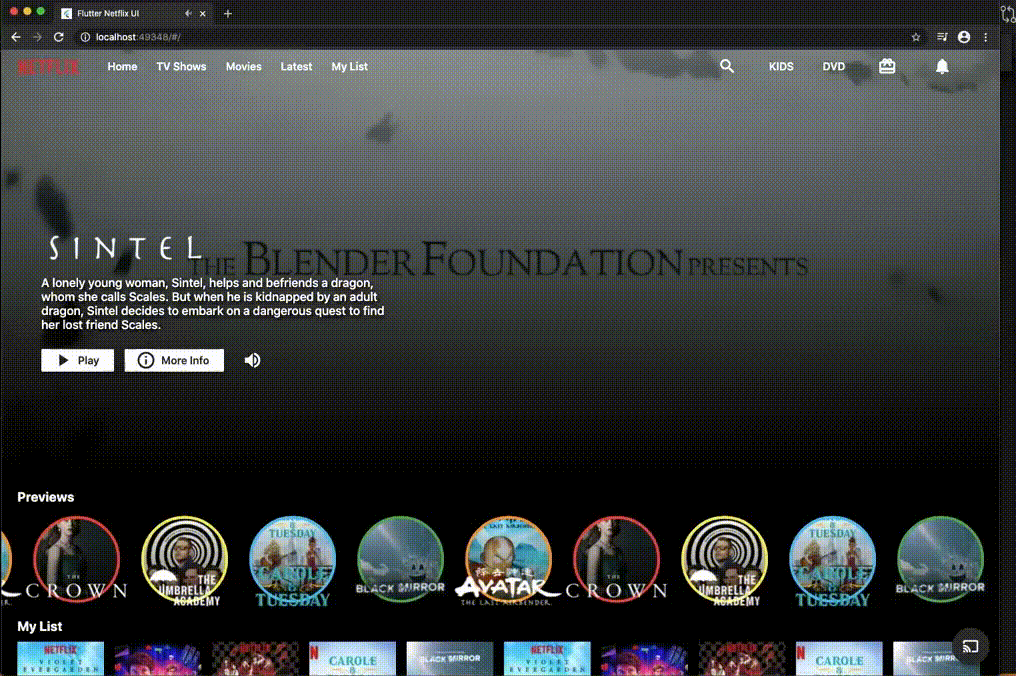 Flutter Netflix UI
localhost:49348/#/
NETFLIX
Home TV Shows Movies Latest My List KIDS DVD
SINTEL
THE BLENDER FOUNDATION PRESENTS
A lonely young woman, Sintel, helps and befriends a dragon,
whom she calls Scales. But when he is kidnapped by an adult
dragon, Sintel decides to embark on a dangerous quest to find
her lost friend Scales.
Play More Info
Previews
THE CROWN
THE UMBRELLA ACADEMY
TUESDAY CAROLE & TUESDAY
BLACK MIRROR
AVATAR THE LAST AIRBENDER
THE CROWN
THE UMBRELLA ACADEMY
TUESDAY CAROLE & TUESDAY
BLACK MIRROR
My List
NETFLIX VIOLET EVERGARDEN
NETFLIX
NETFLIX
N CAROLE &
BLACK MIRROR
NETFLIX VIOLET EVERGARDEN
NETFLIX
NETFLIX
N CAROLE &
BLACK